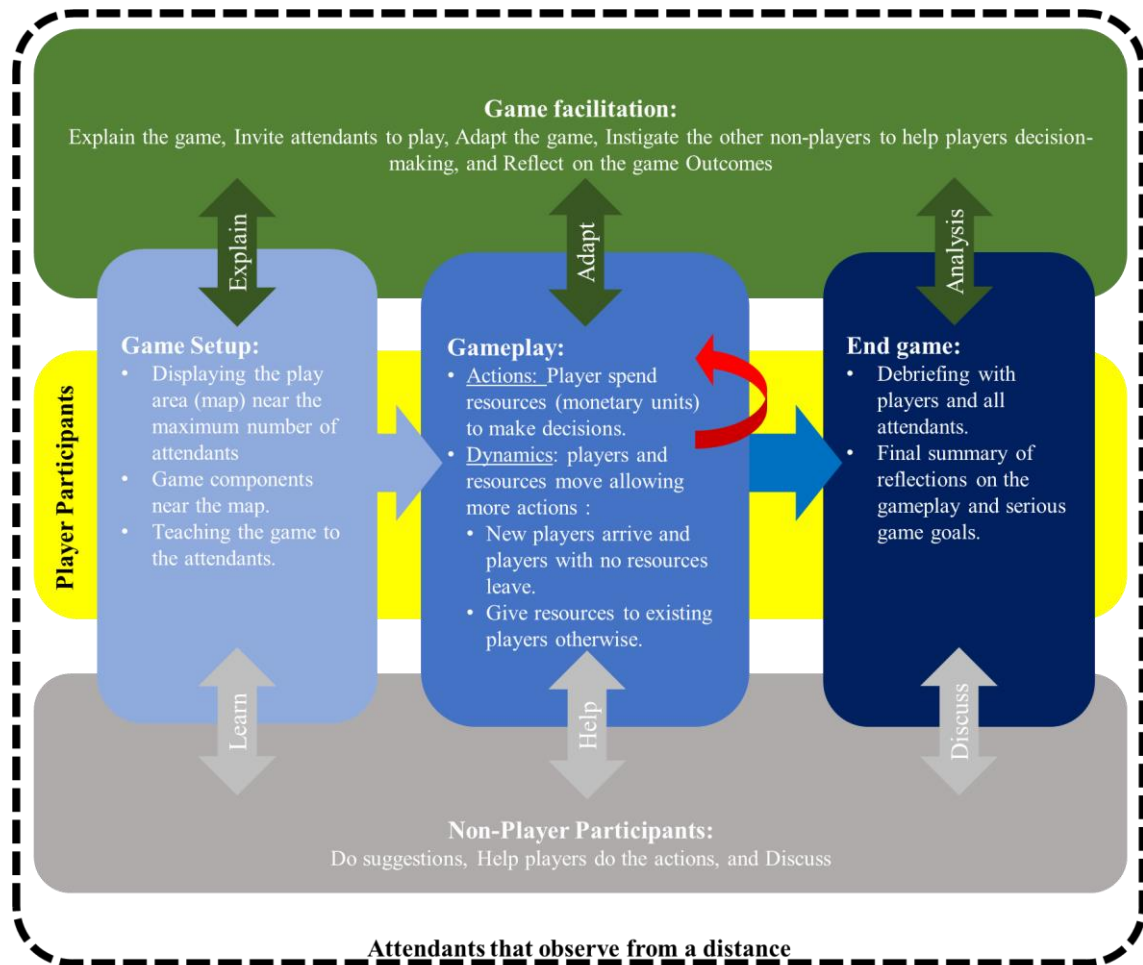 Game facilitation:
Explain the game, Invite attendants to play, Adapt the game, Instigate the other non-players to help players decision-
making, and Reflect on the game Outcomes
Explain
Adapt
Analysis
Player Participants
Game Setup:
• Displaying the play
area (map) near the
maximum number of
attendants
• Game components
near the map.
• Teaching the game to
the attendants.
Gameplay:
• Actions: Player spend
resources (monetary units)
to make decisions.
• Dynamics: players and
resources move allowing
more actions :
• New players arrive and
players with no resources
leave.
• Give resources to existing
players otherwise.
End game:
• Debriefing with
players and all
attendants.
• Final summary of
reflections on the
gameplay and serious
game goals.
Learn
Help
Discuss
Non-Player Participants:
Do suggestions, Help players do the actions, and Discuss
Attendants that observe from a distance